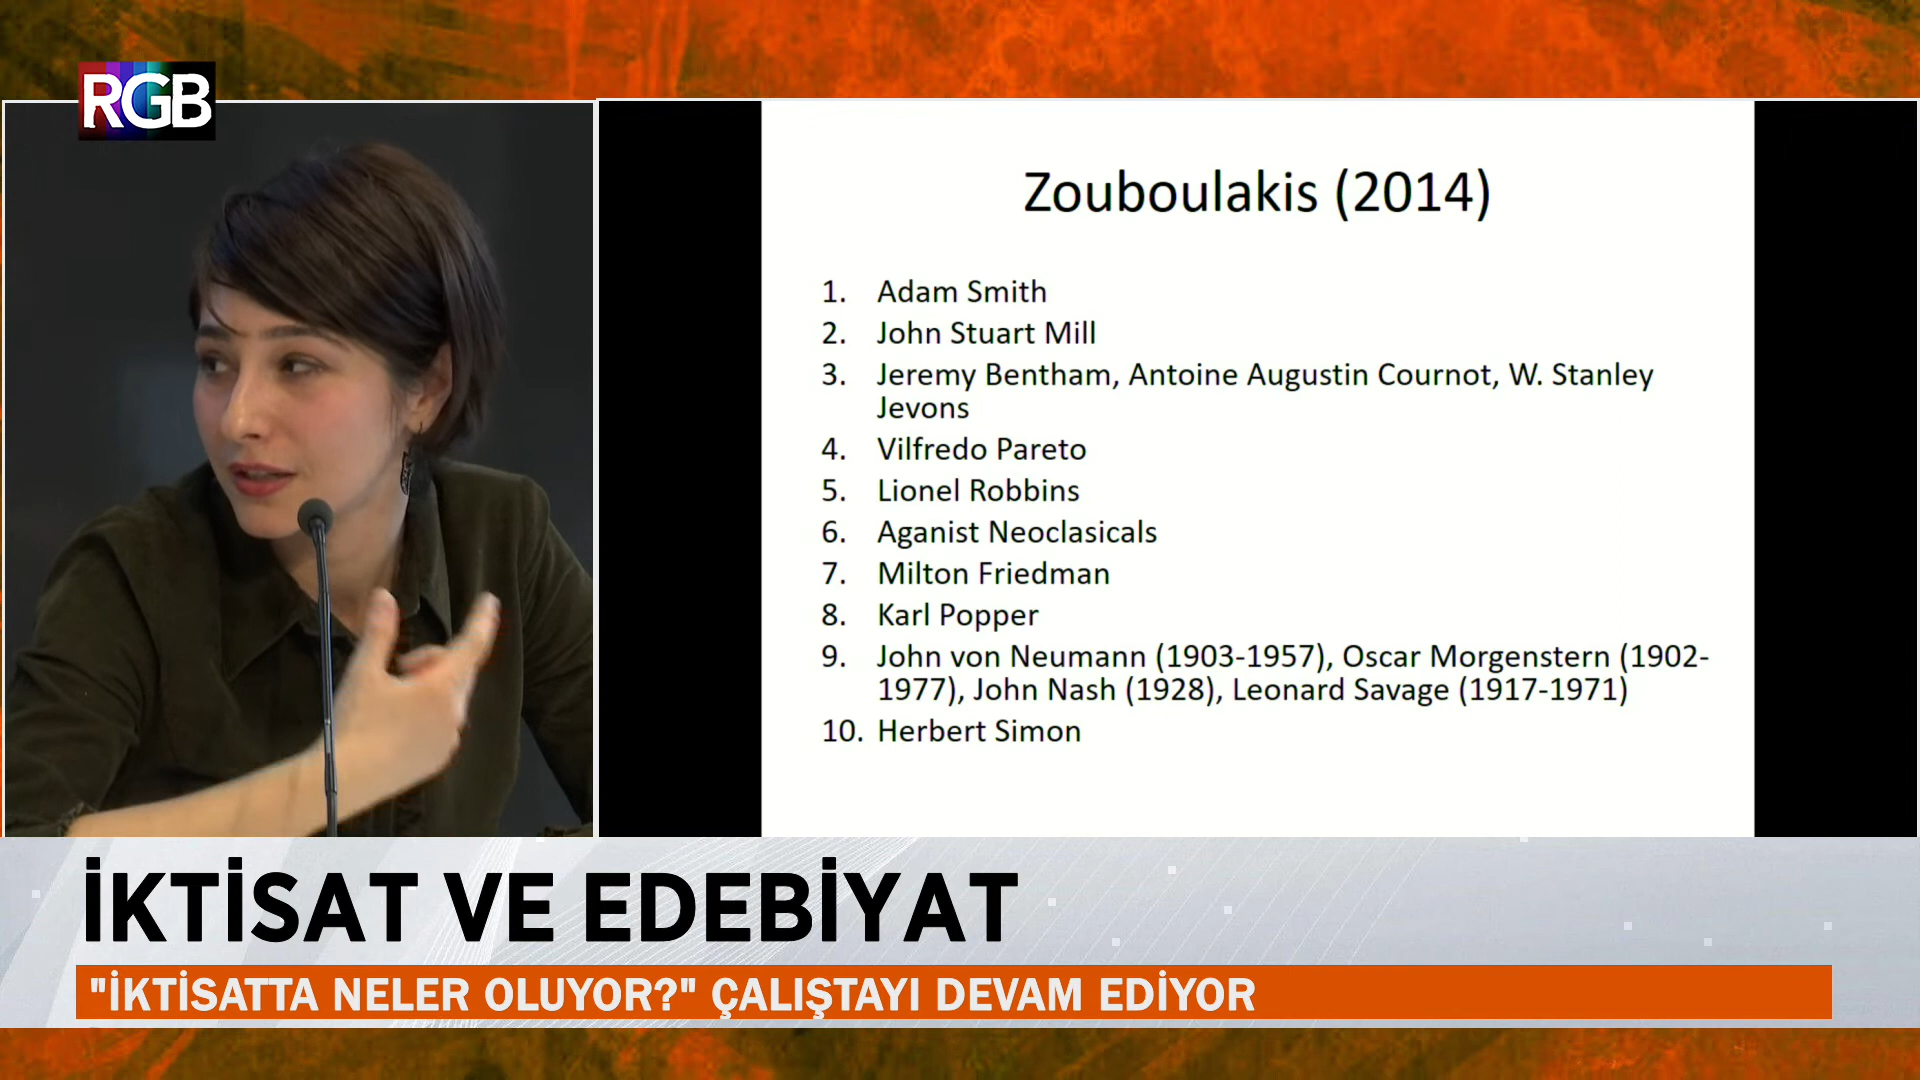 RGB
Zouboulakis (2014)
1. Adam Smith
2. John Stuart Mill
3. Jeremy Bentham, Antoine Augustin Cournot, W. Stanley
Jevons
4. Vilfredo Pareto
5. Lionel Robbins
6. Aganist Neoclasicals
7. Milton Friedman
8. Karl Popper
9. John von Neumann (1903-1957), Oscar Morgenstern (1902-
1977), John Nash (1928), Leonard Savage (1917-1971)
10. Herbert Simon
İKTİSAT VE EDEBİYAT
"İKTİSATTA NELER OLUYOR?" ÇALIŞTAYI DEVAM EDİYOR